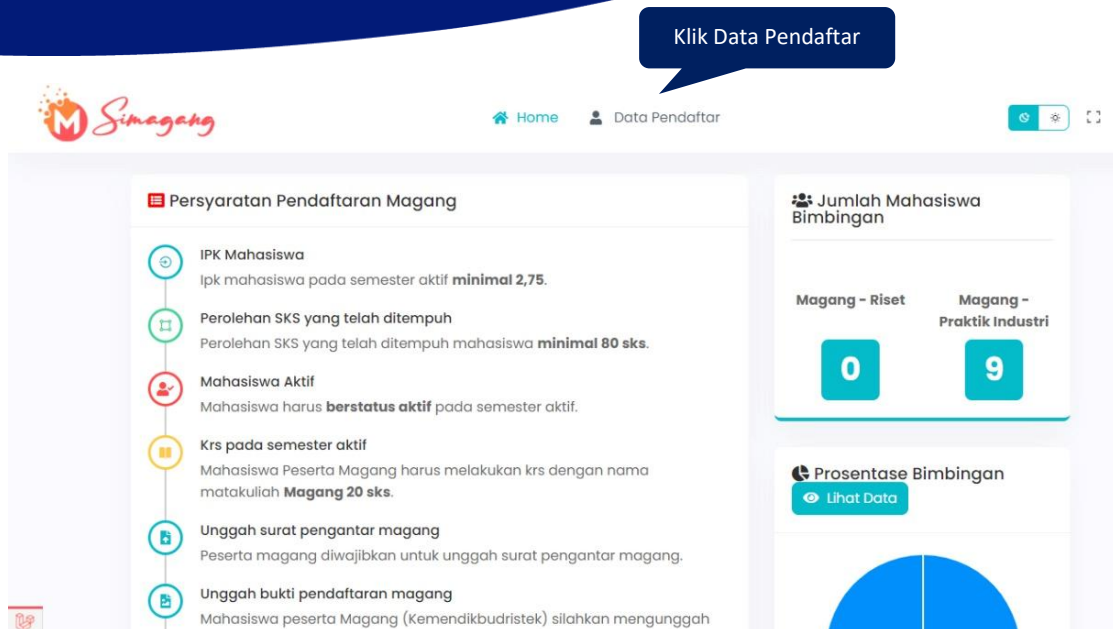 Klik Data Pendaftar
M Simagang
Home
Data Pendaftar
Persyaratan Pendaftaran Magang
IPK Mahasiswa
Ipk mahasiswa pada semester aktif minimal 2,75.
Perolehan SKS yang telah ditempuh
Perolehan SKS yang telah ditempuh mahasiswa minimal 80 sks.
Mahasiswa Aktif
Mahasiswa harus berstatus aktif pada semester aktif.
Krs pada semester aktif
Mahasiswa Peserta Magang harus melakukan krs dengan nama
matakuliah Magang 20 sks.
Unggah surat pengantar magang
Peserta magang diwajibkan untuk unggah surat pengantar magang.
Unggah bukti pendaftaran magang
Mahasiswa peserta Magang (Kemendikbudristek) silahkan mengunggah
Jumlah Mahasiswa
Bimbingan
Magang - Riset
0
Magang -
Praktik Industri
9
Prosentase Bimbingan
Lihat Data